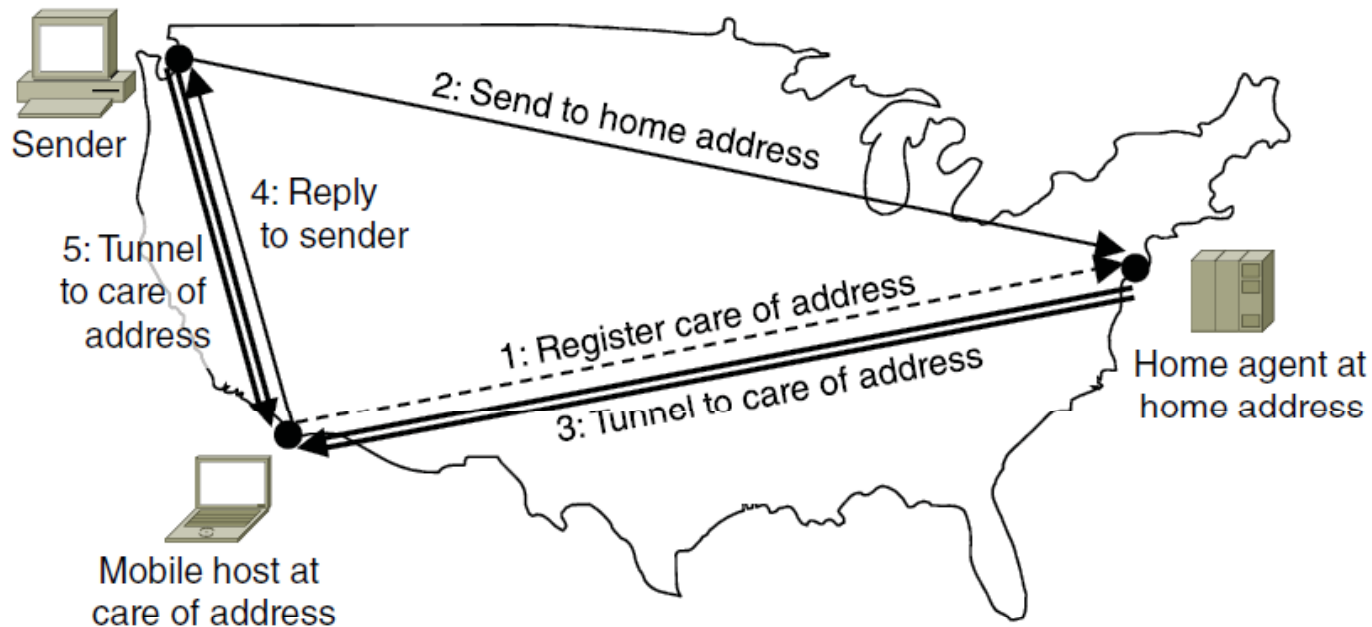 2: Send to home address
Sender
4: Reply
to sender
5: Tunnel
to care of
address
1: Register care of address
3: Tunnel to care of address
Home agent at
home address
Mobile host at
care of address